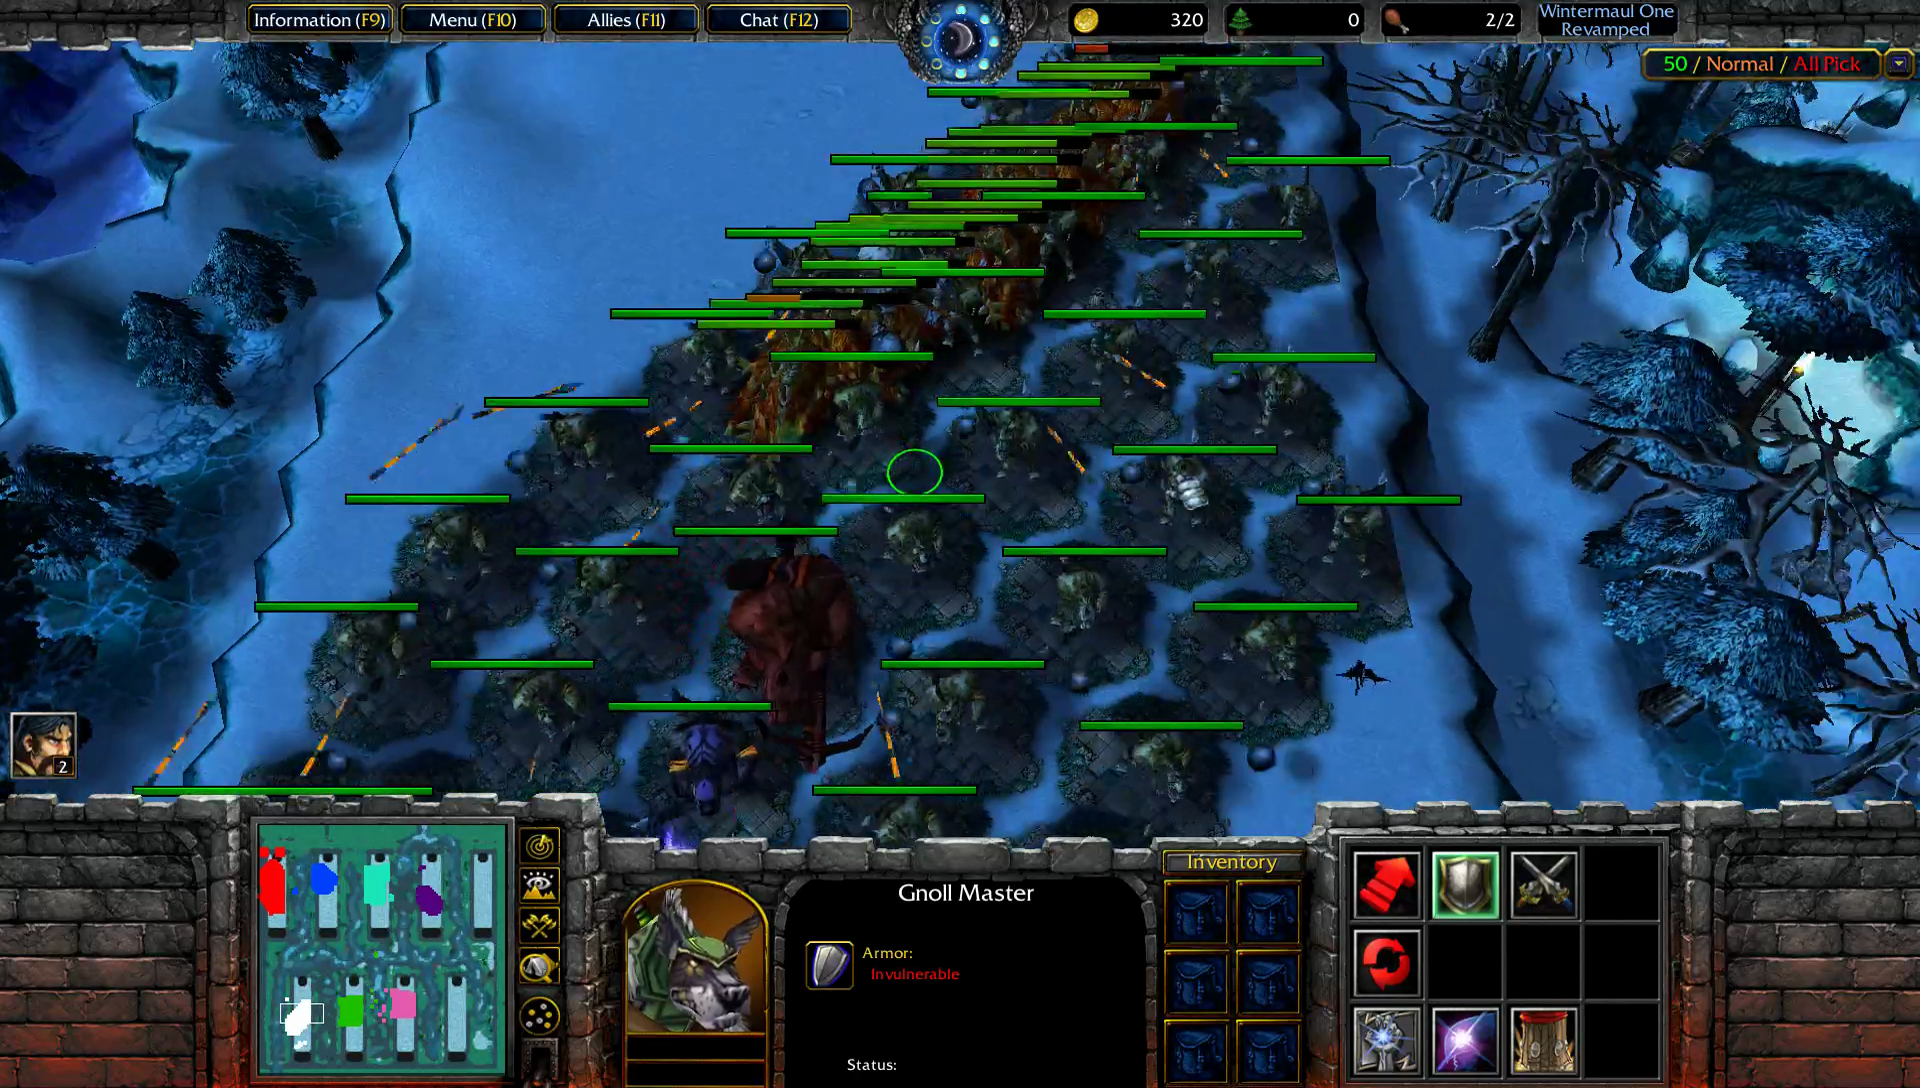 Information (F9)
Menu (F10)
Allies (F11)
Chat (F12)
320
0
2/2
Wintermaul One
Revamped
50 / Normal / All Pick
2
Gnoll Master
Armor:
Invulnerable
Status:
Inventory